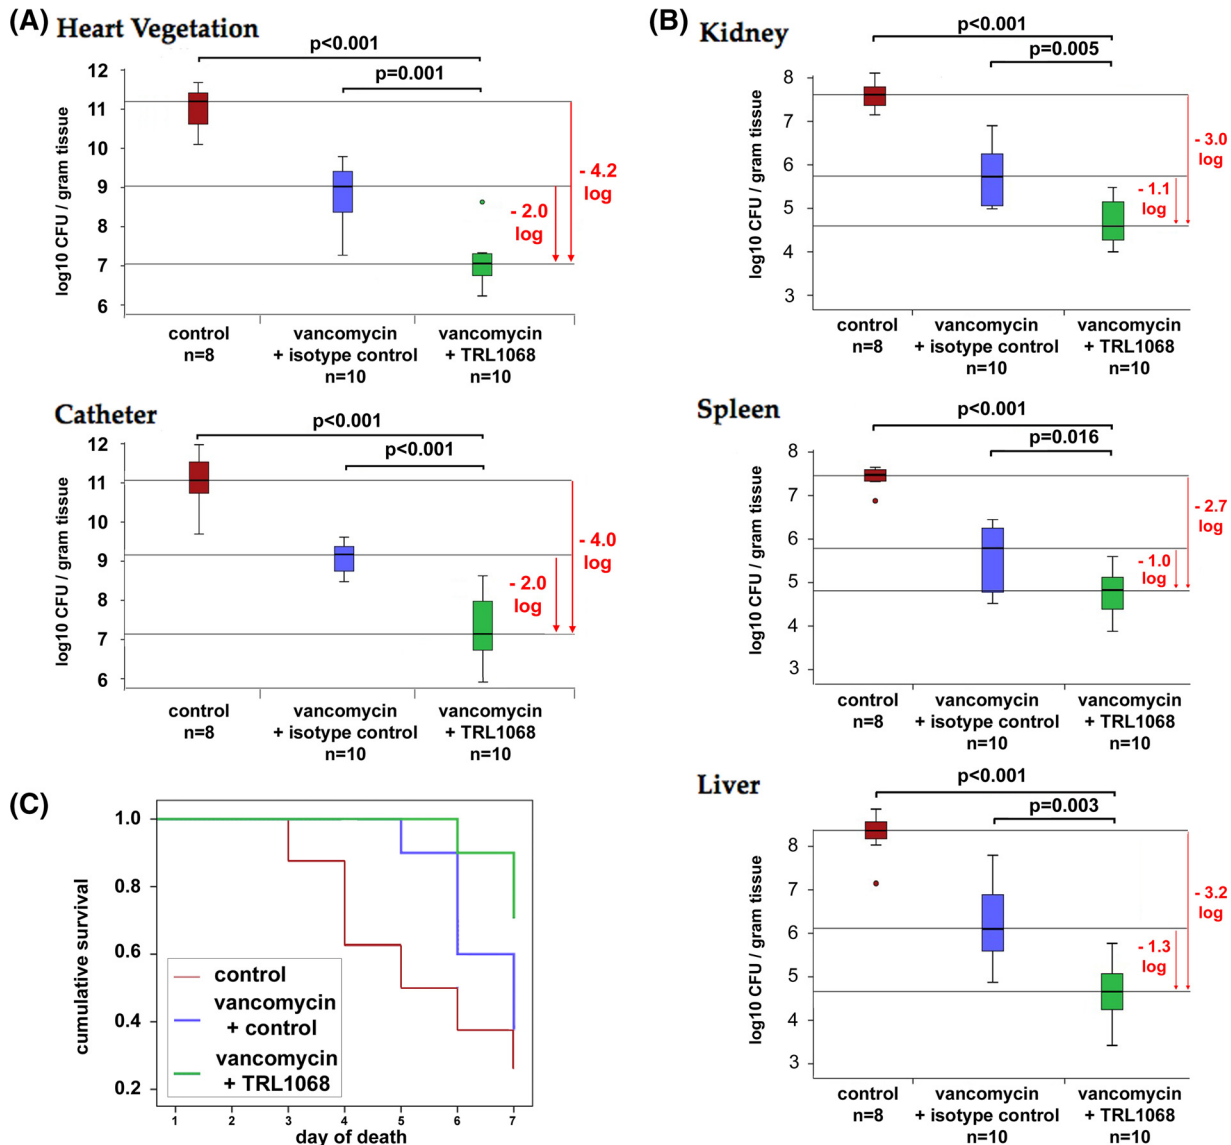 (A) Heart Vegetation
p<0.001
p=0.001
12
11
10
9
8
7
6
log10 CFU / gram tissue
- 4.2
log
- 2.0
log
control
n=8
vancomycin
+ isotype control
n=10
vancomycin
+ TRL1068
n=10
Catheter
p<0.001
p<0.001
12
11
10
9
8
7
6
log10 CFU / gram tissue
- 4.0
log
- 2.0
log
control
n=8
vancomycin
+ isotype control
n=10
vancomycin
+ TRL1068
n=10
(B) Kidney
p<0.001
p=0.005
8
7
6
5
4
3
log10 CFU / gram tissue
- 3.0
log
- 1.1
log
control
n=8
vancomycin
+ isotype control
n=10
vancomycin
+ TRL1068
n=10
Spleen
p<0.001
p=0.016
8
7
6
5
4
3
log10 CFU / gram tissue
- 2.7
log
- 1.0
log
control
n=8
vancomycin
+ isotype control
n=10
vancomycin
+ TRL1068
n=10
Liver
p<0.001
p=0.003
8
7
6
5
4
3
log10 CFU / gram tissue
- 3.2
log
- 1.3
log
control
n=8
vancomycin
+ isotype control
n=10
vancomycin
+ TRL1068
n=10
(C)
1.0
0.8
0.6
0.4
0.2
cumulative survival
control
vancomycin
+ control
vancomycin
+ TRL1068
1 2 3 4 5 6 7
day of death